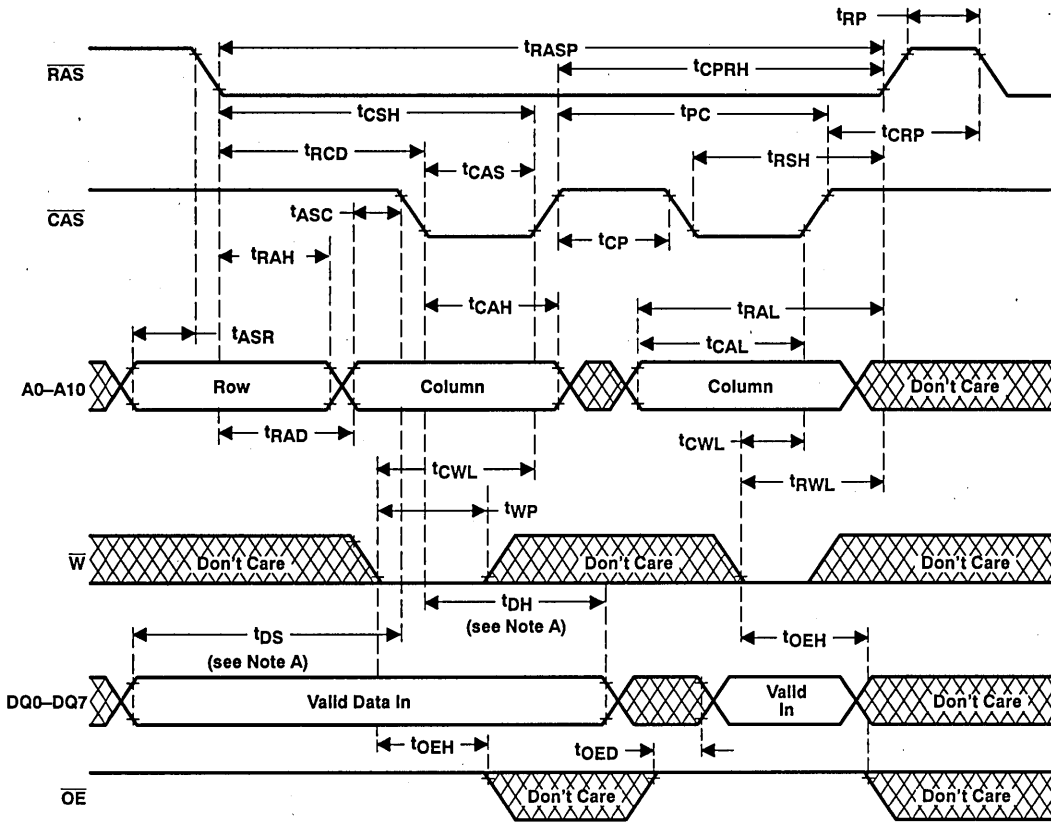 tRP
tRASP
RAS
tCPRH
tCSH
tPC
tCRP
tRCD
tRSH
tCAS
CAS
tASC
tCP
tRAH
tCAH
tRAL
tASR
tCAL
A0–A10
Row
Column
Column
Don't Care
tRAD
tCWL
tCWL
tRWL
tWP
W
Don't Care
Don't Care
Don't Care
tDH
(see Note A)
tDS
(see Note A)
tOEH
DQ0–DQ7
Valid Data In
Valid
In
Don't Care
tOEH
tOED
OE
Don't Care
Don't Care